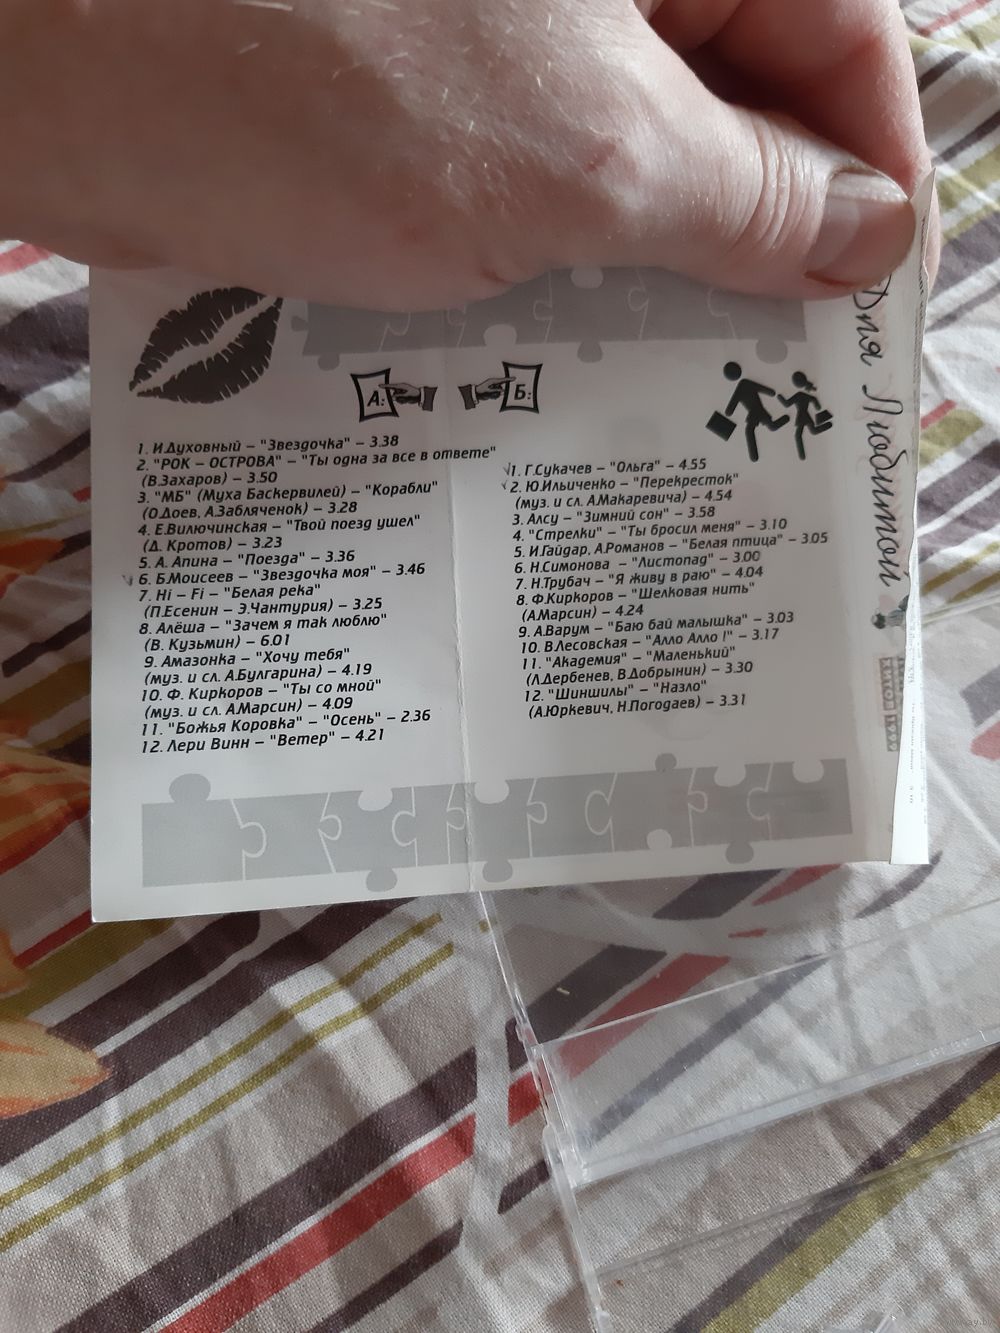 А:
1. И.Духовный – "Звездочка" – 3.38
2. "РОК – ОСТРОВА" – "Ты одна за все в ответе"
(В.Захаров) – 3.50
3. "МБ" (Муха Баскервилей) – "Корабли"
(О.Доев, А.Забляченок) – 3.28
4. Е.Вилючинская – "Твой поезд ушел"
(Д. Кротов) – 3.23
5. А. Апина – "Поезда" – 3.36
6. Б.Моисеев – "Звездочка моя" – 3.46
7. Hi – Fi – "Белая река"
(П.Есенин – Э.Чантурия) – 3.25
8. Алёша – "Зачем я так люблю"
(В. Кузьмин) – 6.01
9. Амазонка – "Хочу тебя"
(муз. и сл. А.Булгарина) – 4.19
10. Ф. Киркоров – "Ты со мной"
(муз. и сл. А.Марсин) – 4.09
11. "Божья Коровка" – "Осень" – 2.36
12. Лери Винн – "Ветер" – 4.21
Б:
1. Г.Сукачев – "Ольга" – 4.55
2. Ю.Ильиченко – "Перекресток"
(муз. и сл. А.Макаревича) – 4.54
3. Алсу – "Зимний сон" – 3.58
4. "Стрелки" – "Ты бросил меня" – 3.10
5. И.Гайдар, А.Романов – "Белая птица" – 3.05
6. Н.Симонова – "Листопад" – 3.00
7. Н.Трубач – "Я живу в раю" – 4.04
8. Ф.Киркоров – "Шелковая нить"
(А.Марсин) – 4.24
9. А.Варум – "Баю бай малышка" – 3.03
10. В.Лесовская – "Алло Алло !" – 3.17
11. "Академия" – "Маленький"
(Л.Дербенев, В.Добрынин) – 3.30
12. "Шиншилы" – "Назло"
(А.Юркевич, Н.Погодаев) – 3.31
Для Любимой
ХИТОВ 1999